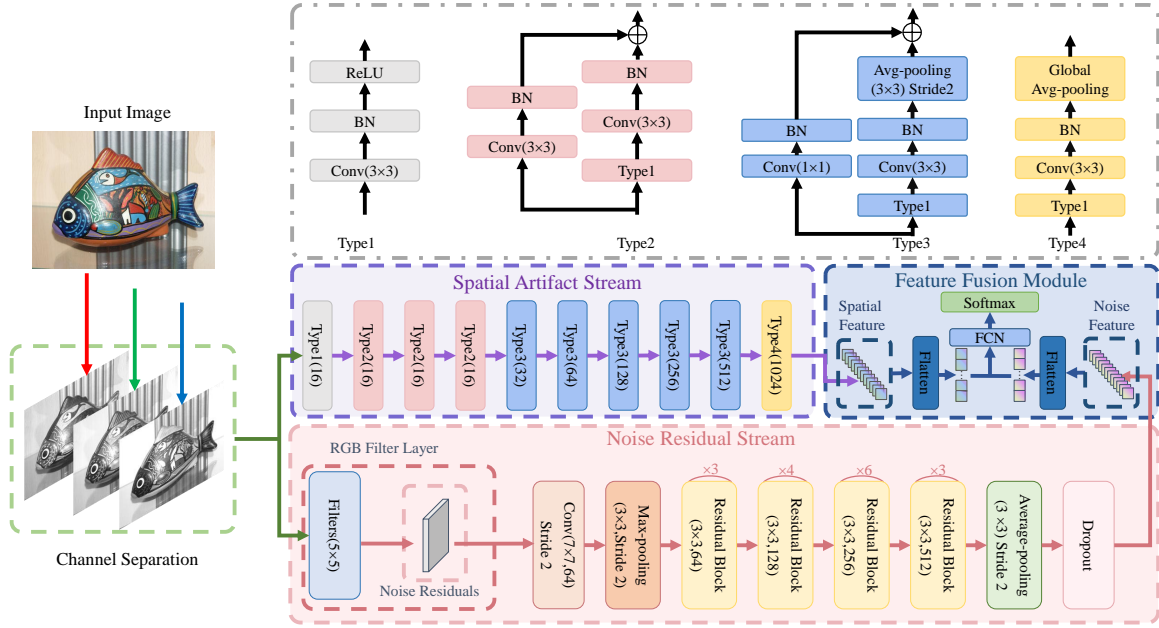 Input Image
Channel Separation
ReLU
BN
Conv(3×3)
Type1
BN
Conv(3×3)
BN
Conv(3×3)
Type1
Type2
Avg-pooling
(3×3) Stride2
BN
Conv(1×1)
BN
Conv(3×3)
Type1
Type3
Global
Avg-pooling
BN
Conv(3×3)
Type1
Type4
Spatial Artifact Stream
Type1(16)
Type2(16)
Type2(16)
Type2(16)
Type3(32)
Type3(64)
Type3(128)
Type3(256)
Type3(512)
Type4(1024)
Feature Fusion Module
Spatial
Feature
Flatten
Softmax
FCN
Flatten
Noise
Feature
Noise Residual Stream
RGB Filter Layer
Filters(5×5)
Noise Residuals
Conv(7×7,64)
Stride 2
Max-pooling
(3×3,Stride 2)
×3
Residual Block
(3×3,64)
×4
Residual Block
(3×3,128)
×6
Residual Block
(3×3,256)
×3
Residual Block
(3×3,512)
Average-pooling
(3 ×3) Stride 2
Dropout